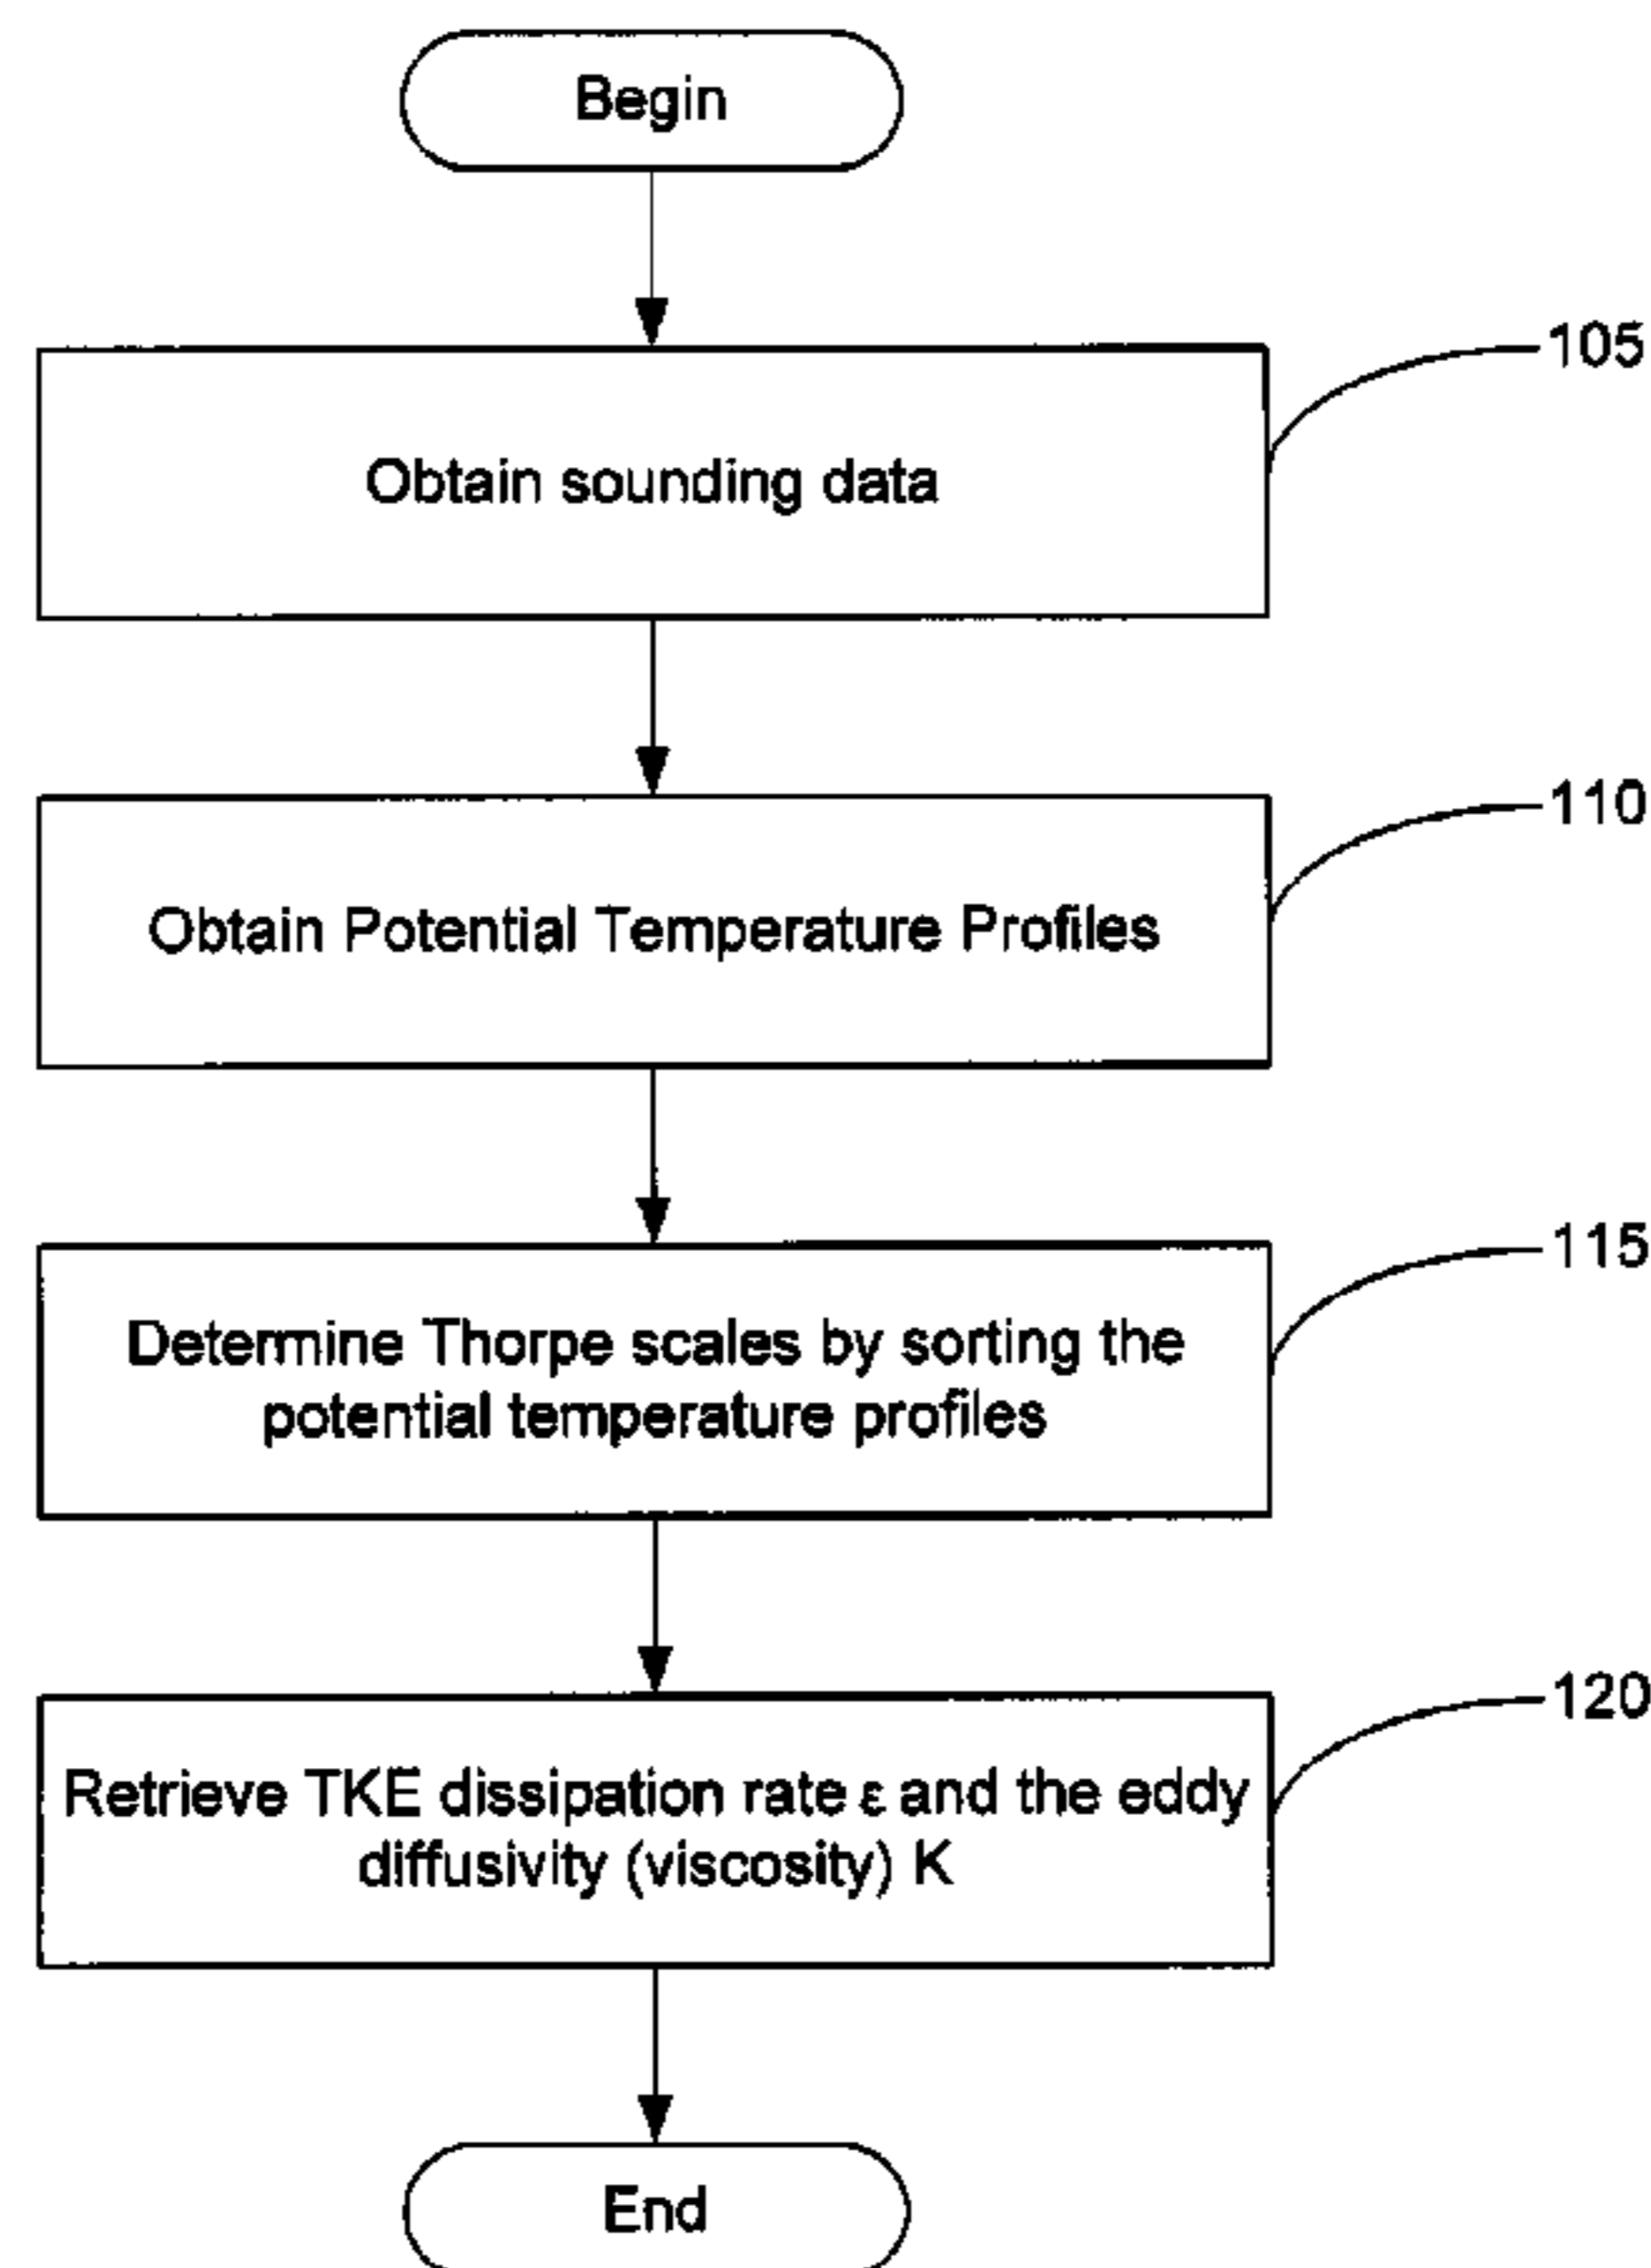 Begin
105
Obtain sounding data
110
Obtain Potential Temperature Profiles
115
Determine Thorpe scales by sorting the
potential temperature profiles
120
Retrieve TKE dissipation rate ε and the eddy
diffusivity (viscosity) K
End